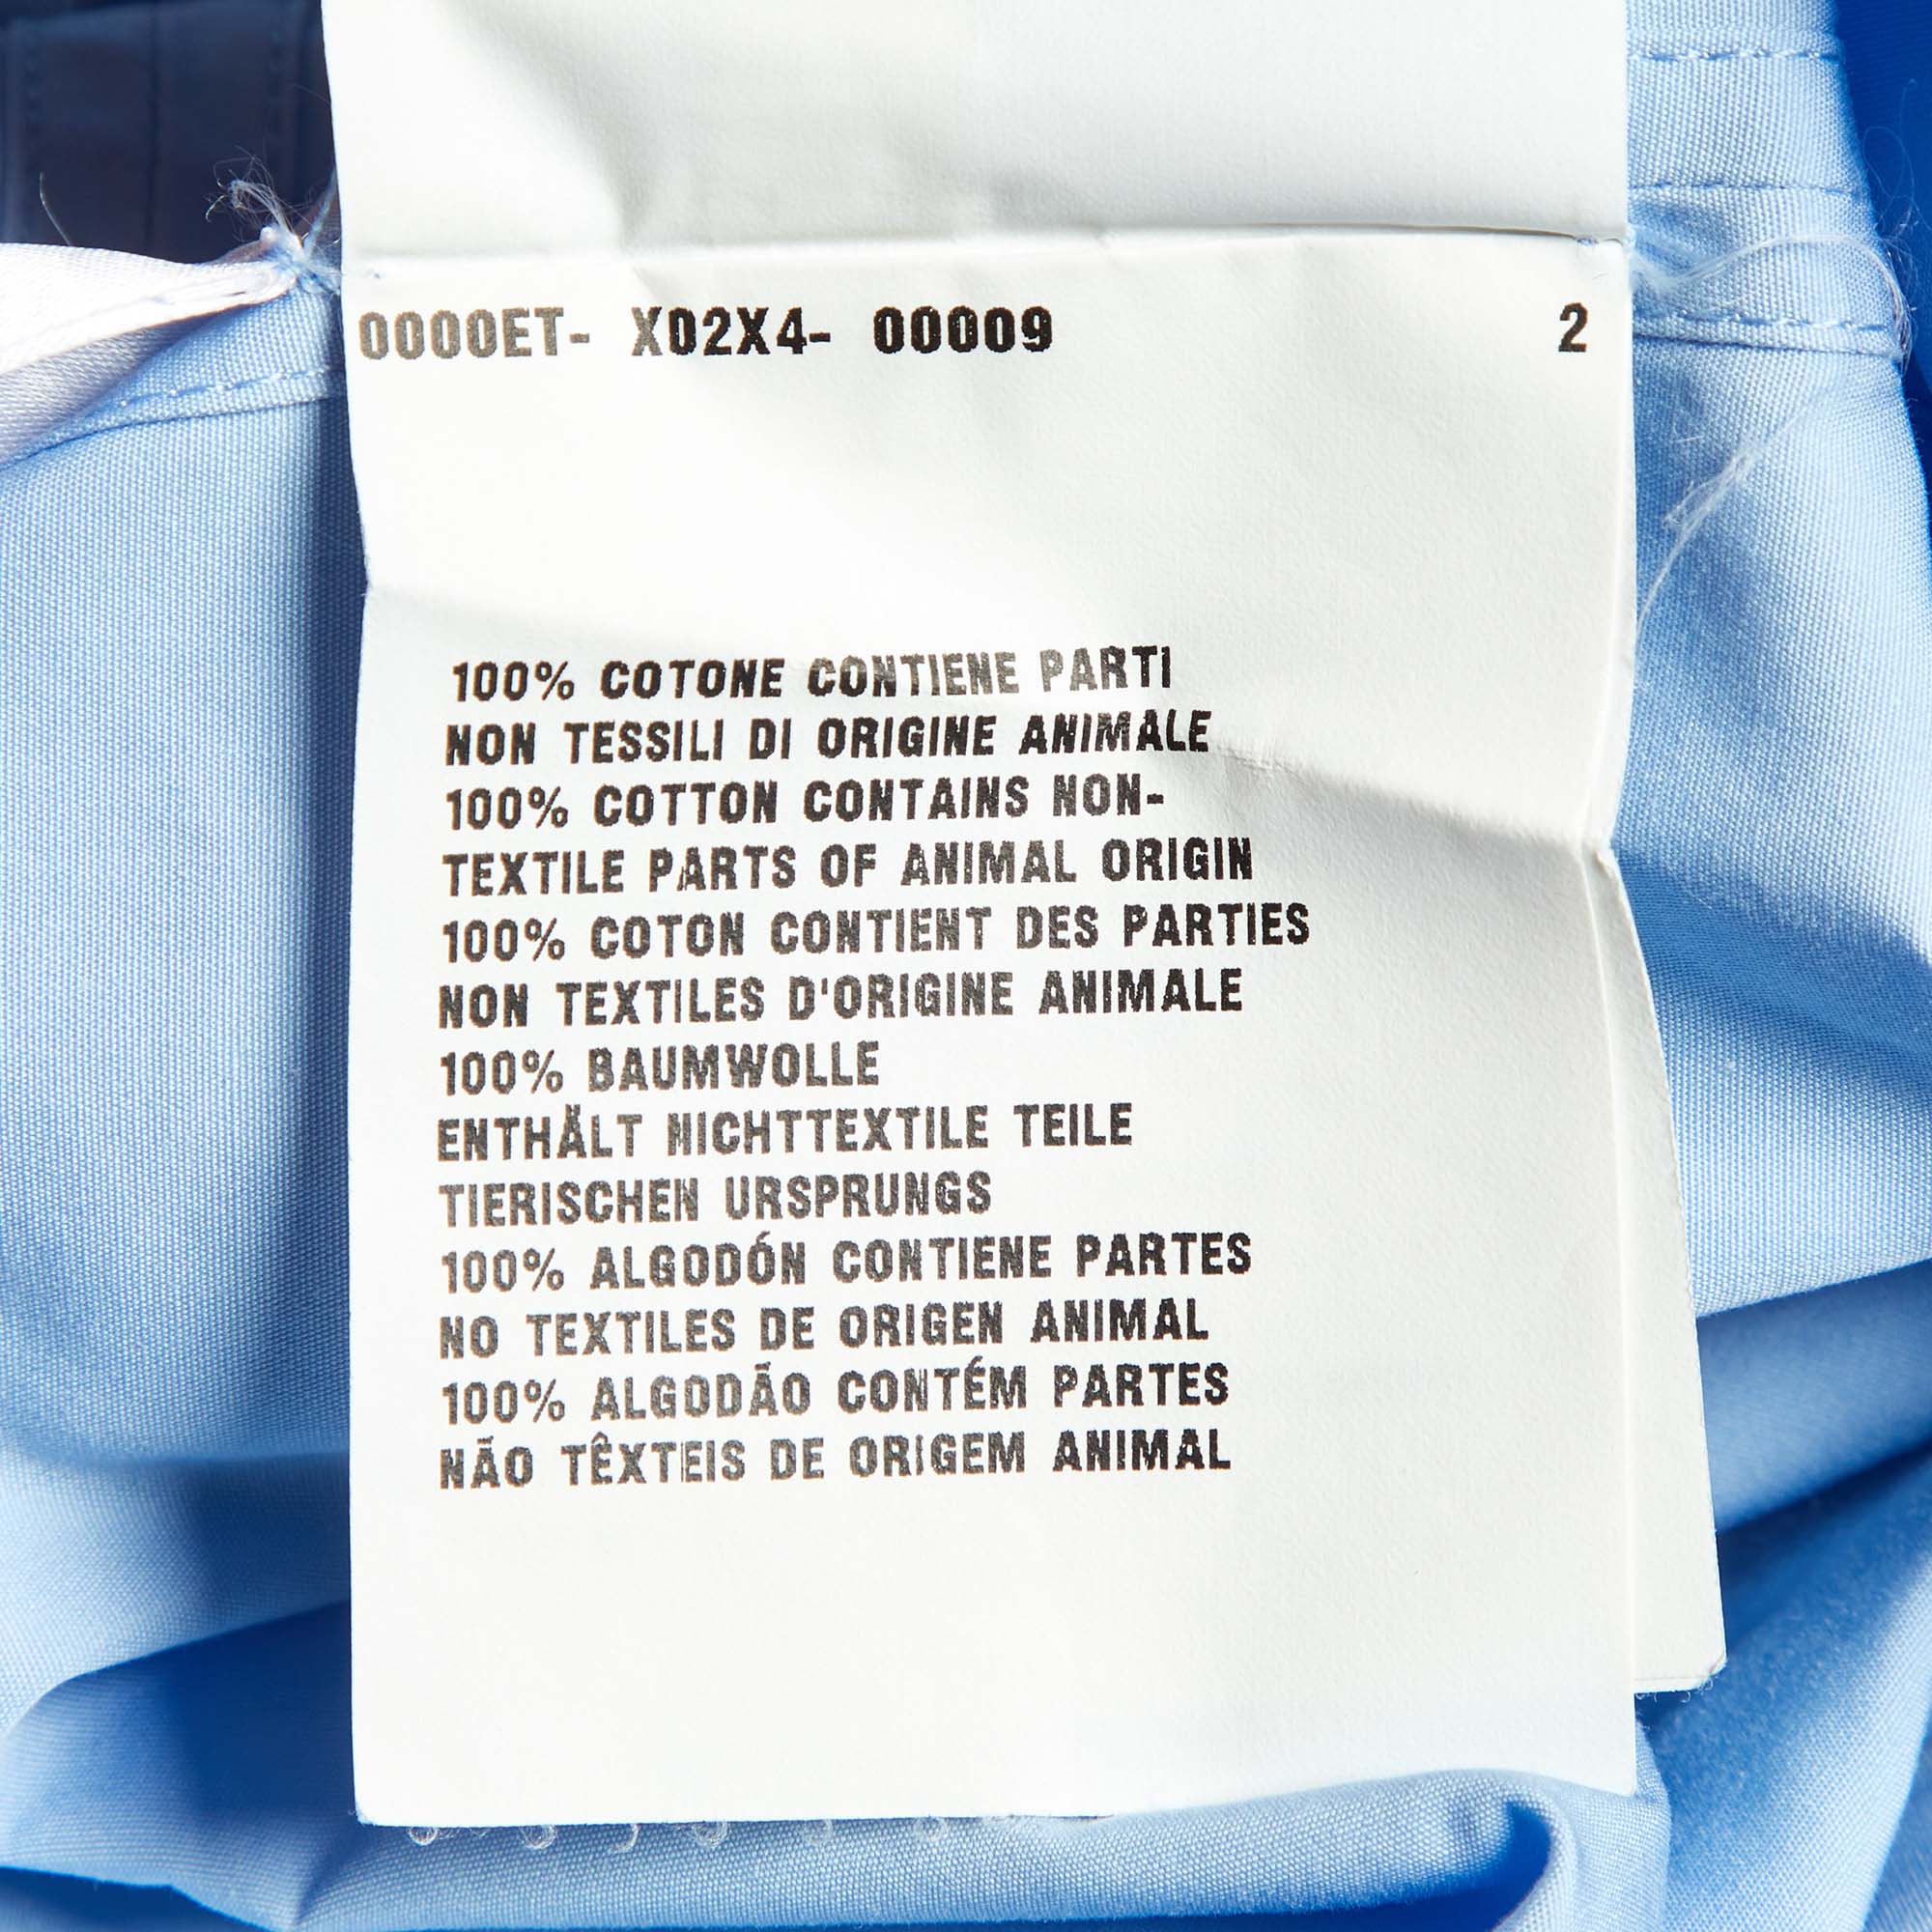 0000ET- X02X4- 00009 2
100% COTONE CONTIENE PARTI
NON TESSILI DI ORIGINE ANIMALE
100% COTTON CONTAINS NON-
TEXTILE PARTS OF ANIMAL ORIGIN
100% COTON CONTIENT DES PARTIES
NON TEXTILES D'ORIGINE ANIMALE
100% BAUMWOLLE
ENTHÄLT NICHTTEXTILE TEILE
TIERISCHEN URSPRUNGS
100% ALGODÓN CONTIENE PARTES
NO TEXTILES DE ORIGEN ANIMAL
100% ALGODÃO CONTÉM PARTES
NÃO TÊXTEIS DE ORIGEM ANIMAL